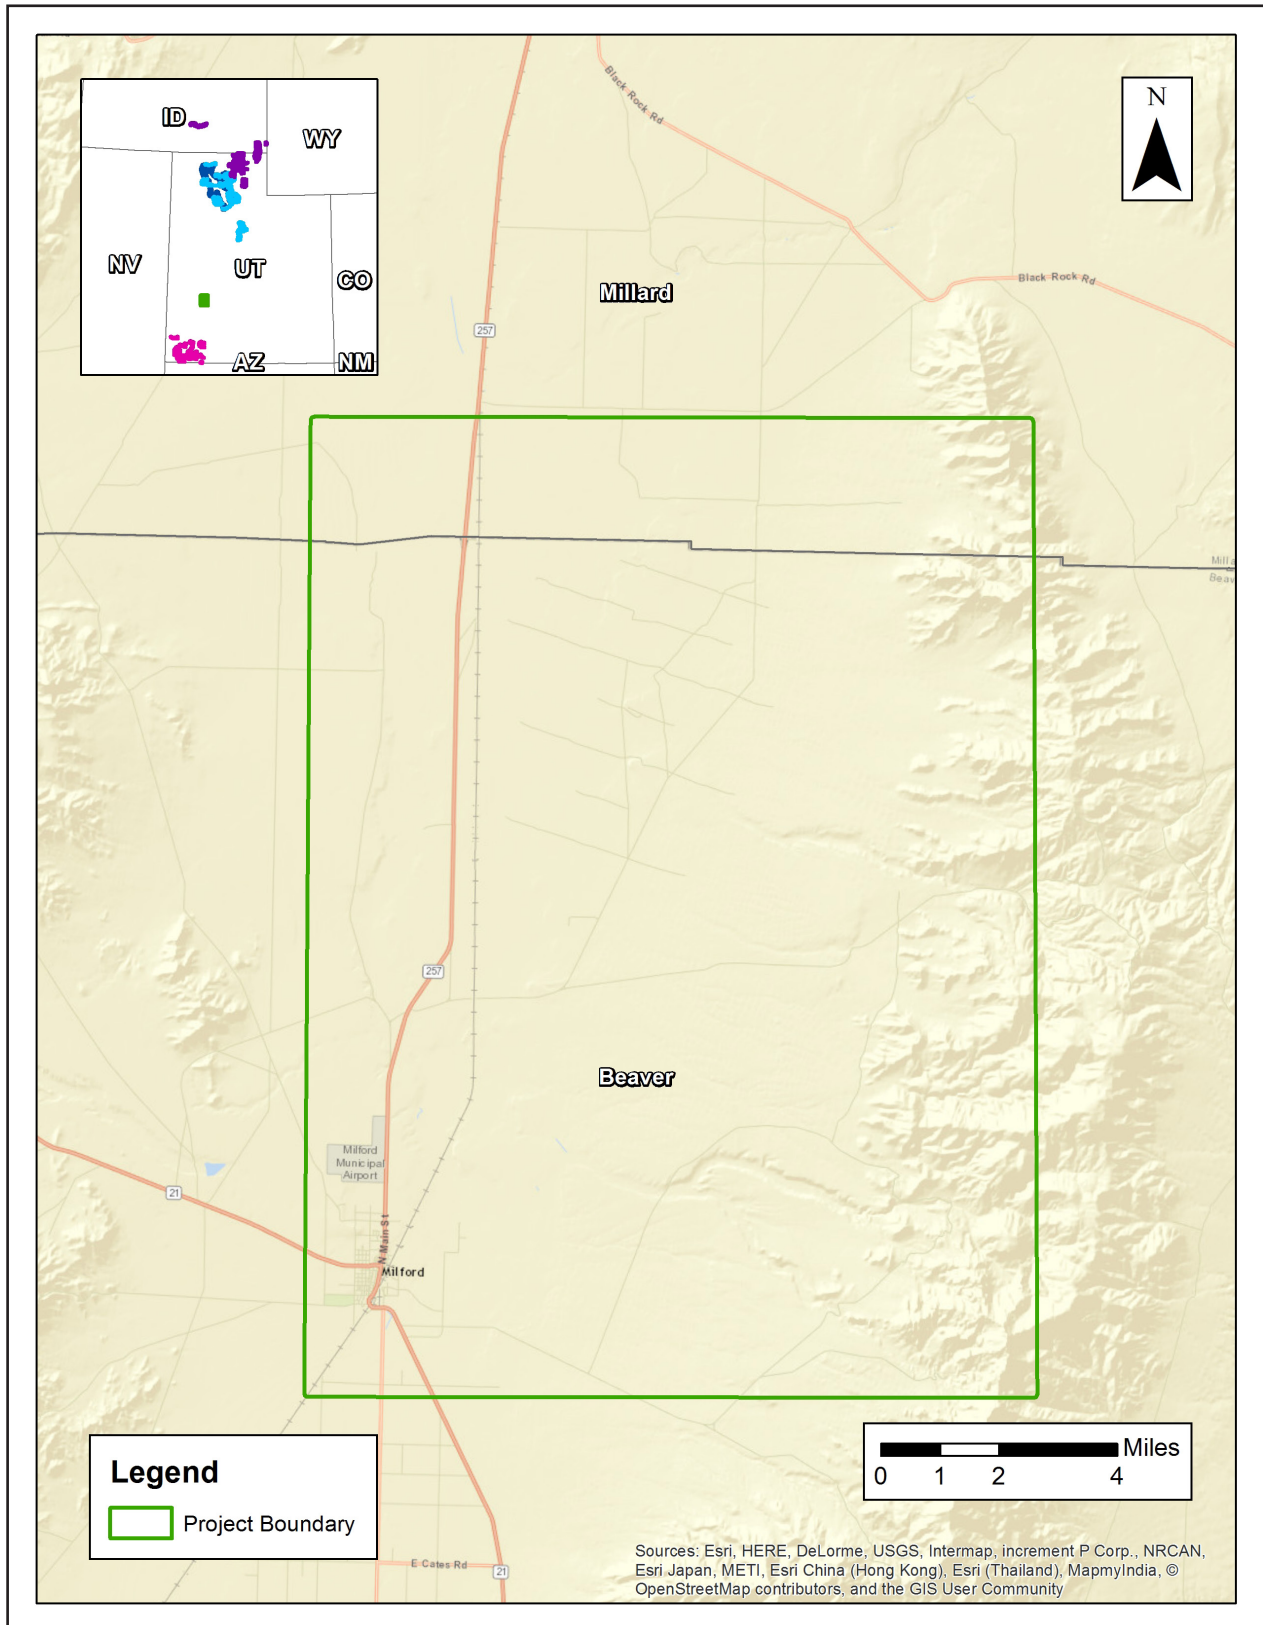 Black Rock Rd
N
ID
WY
NV
UT
CO
AZ
NM
Black Rock Rd
Millard
257
Milla
Beav
257
Beaver
Milford
Municipal
Airport
21
N Main St
Milford
Legend
Project Boundary
Miles
0 1 2 4
E Cates Rd
21
Sources: Esri, HERE, DeLorme, USGS, Intermap, increment P Corp., NRCAN,
Esri Japan, METI, Esri China (Hong Kong), Esri (Thailand), MapmyIndia, ©
OpenStreetMap contributors, and the GIS User Community